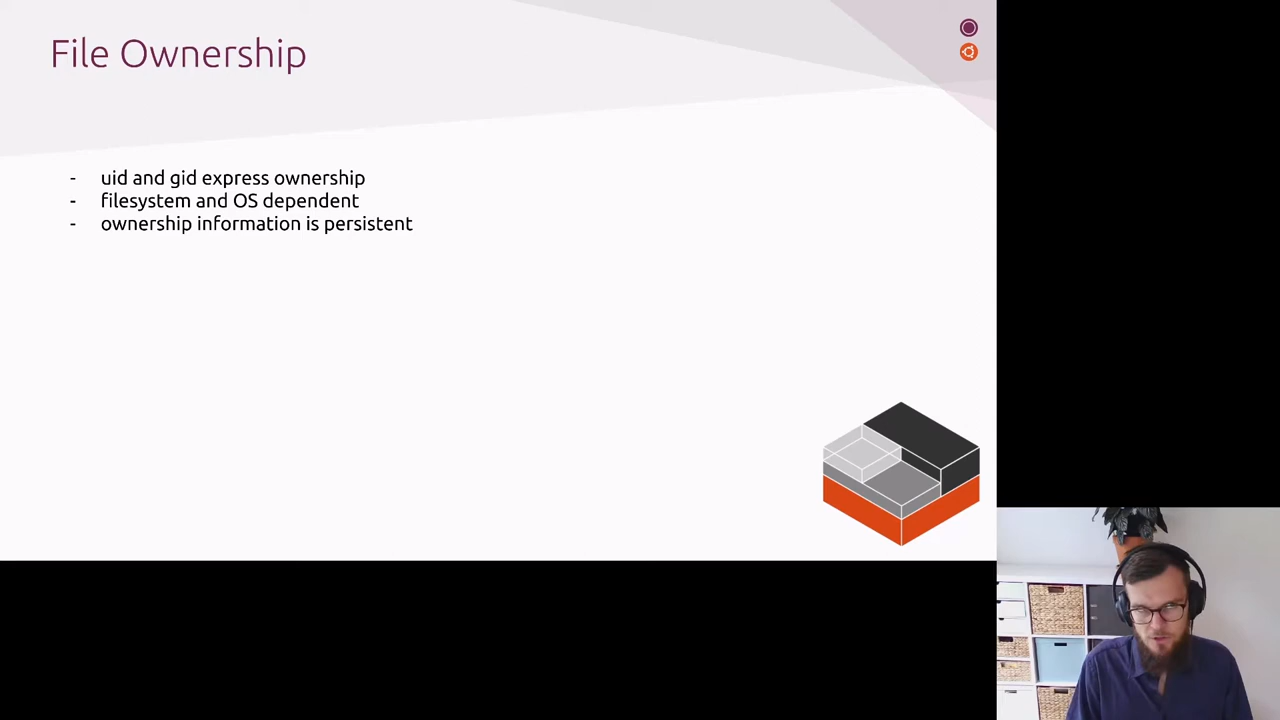 File Ownership
- uid and gid express ownership
- filesystem and OS dependent
- ownership information is persistent